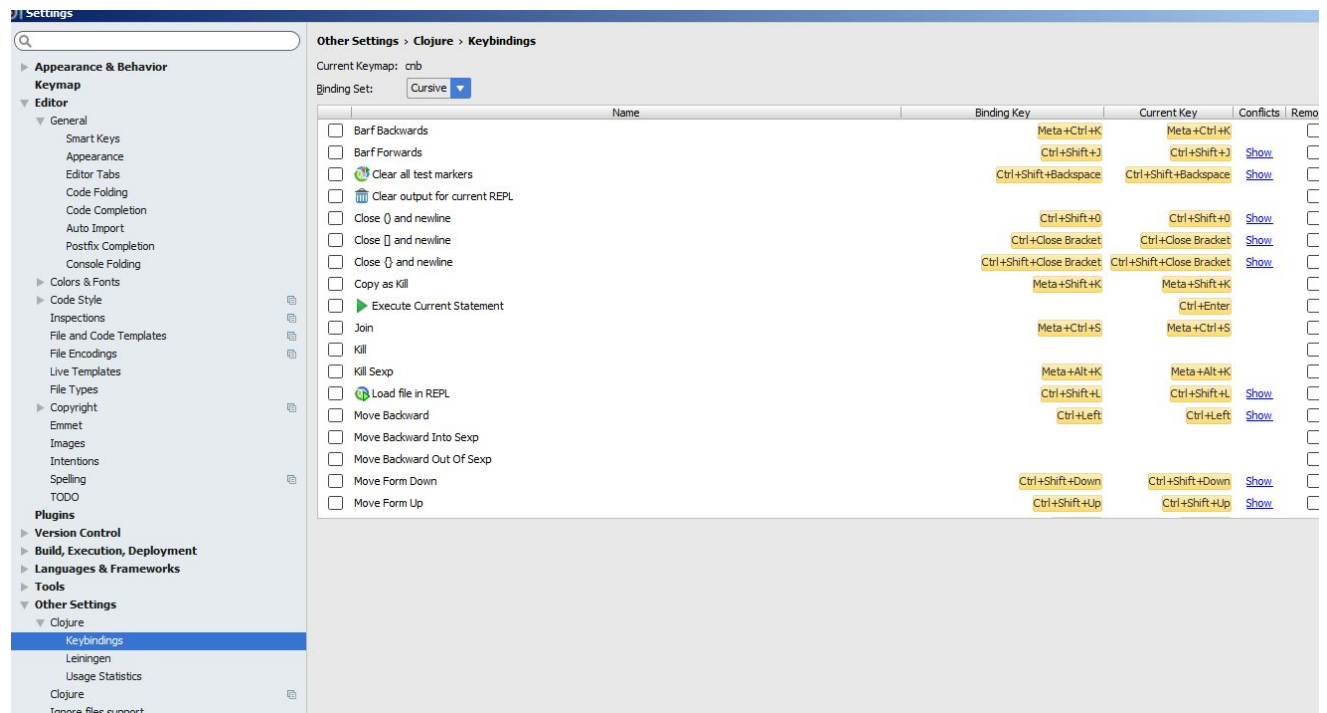 Settings
Appearance & Behavior
Keymap
Editor
General
Smart Keys
Appearance
Editor Tabs
Code Folding
Code Completion
Auto Import
Postfix Completion
Console Folding
Colors & Fonts
Code Style
Inspections
File and Code Templates
File Encodings
Live Templates
File Types
Copyright
Emmet
Images
Intentions
Spelling
TODO
Plugins
Version Control
Build, Execution, Deployment
Languages & Frameworks
Tools
Other Settings
Clojure
Keybindings
Leiningen
Usage Statistics
Clojure
Ignore files support
Other Settings › Clojure › Keybindings
Current Keymap: cnb
Binding Set: Cursive
Name Binding Key Current Key Conflicts Remo
Barf Backwards Meta+Ctrl+K Meta+Ctrl+K
Barf Forwards Ctrl+Shift+J Ctrl+Shift+J Show
Clear all test markers Ctrl+Shift+Backspace Ctrl+Shift+Backspace Show
Clear output for current REPL
Close () and newline Ctrl+Shift+0 Ctrl+Shift+0 Show
Close [] and newline Ctrl+Close Bracket Ctrl+Close Bracket Show
Close {} and newline Ctrl+Shift+Close Bracket Ctrl+Shift+Close Bracket Show
Copy as Kill Meta+Shift+K Meta+Shift+K
Execute Current Statement Ctrl+Enter
Join Meta+Ctrl+S Meta+Ctrl+S
Kill
Kill Sexp Meta+Alt+K Meta+Alt+K
Load file in REPL Ctrl+Shift+L Ctrl+Shift+L Show
Move Backward Ctrl+Left Ctrl+Left Show
Move Backward Into Sexp
Move Backward Out Of Sexp
Move Form Down Ctrl+Shift+Down Ctrl+Shift+Down Show
Move Form Up Ctrl+Shift+Up Ctrl+Shift+Up Show